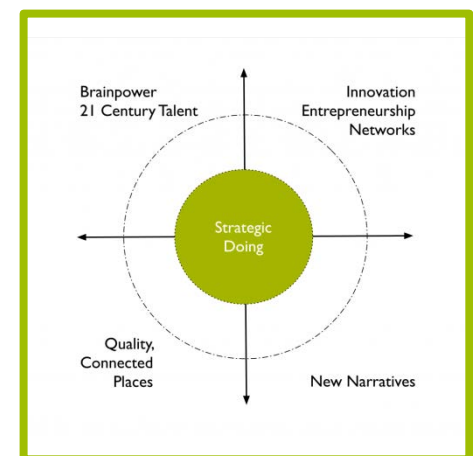 Brainpower
21 Century Talent
Innovation
Entrepreneurship
Networks
Strategic
Doing
Quality,
Connected
Places
New Narratives